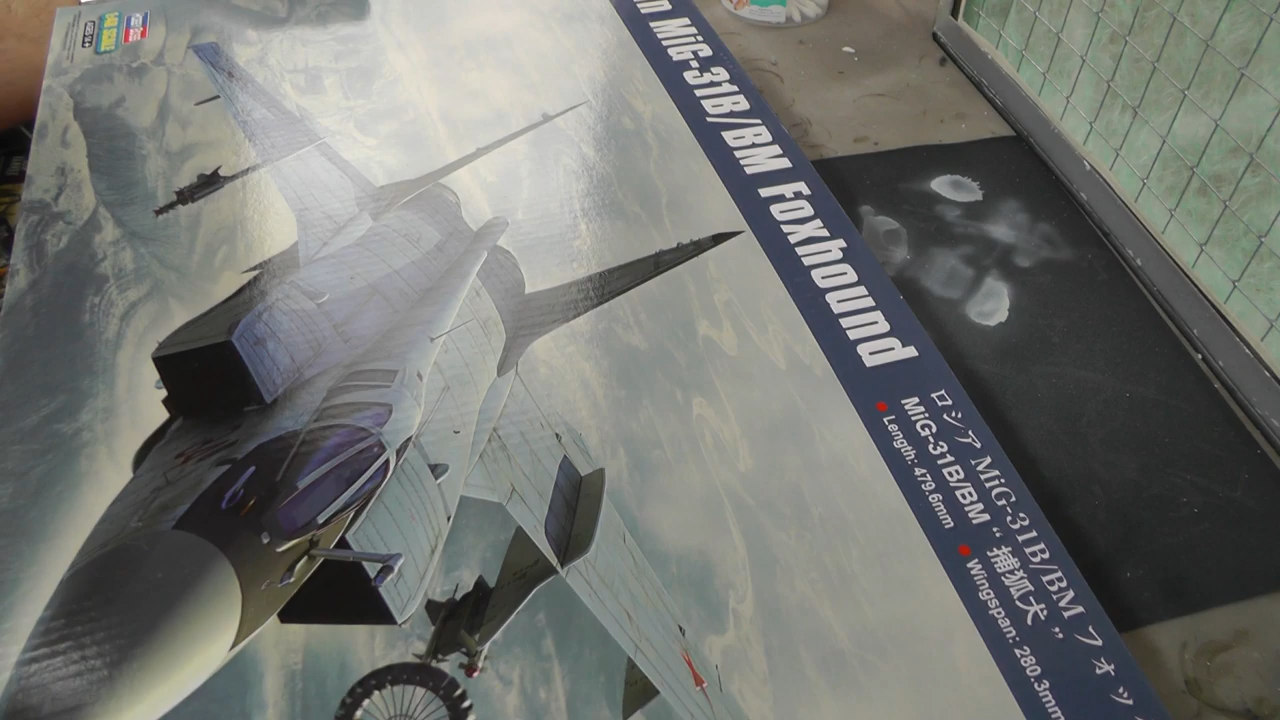 n MiG-31B/BM Foxhound
ロシア MiG-31B/BM フォッ
MiG-31B/BM “捕狐犬”
Length: 479.6mm
Wingspan: 280.3mm